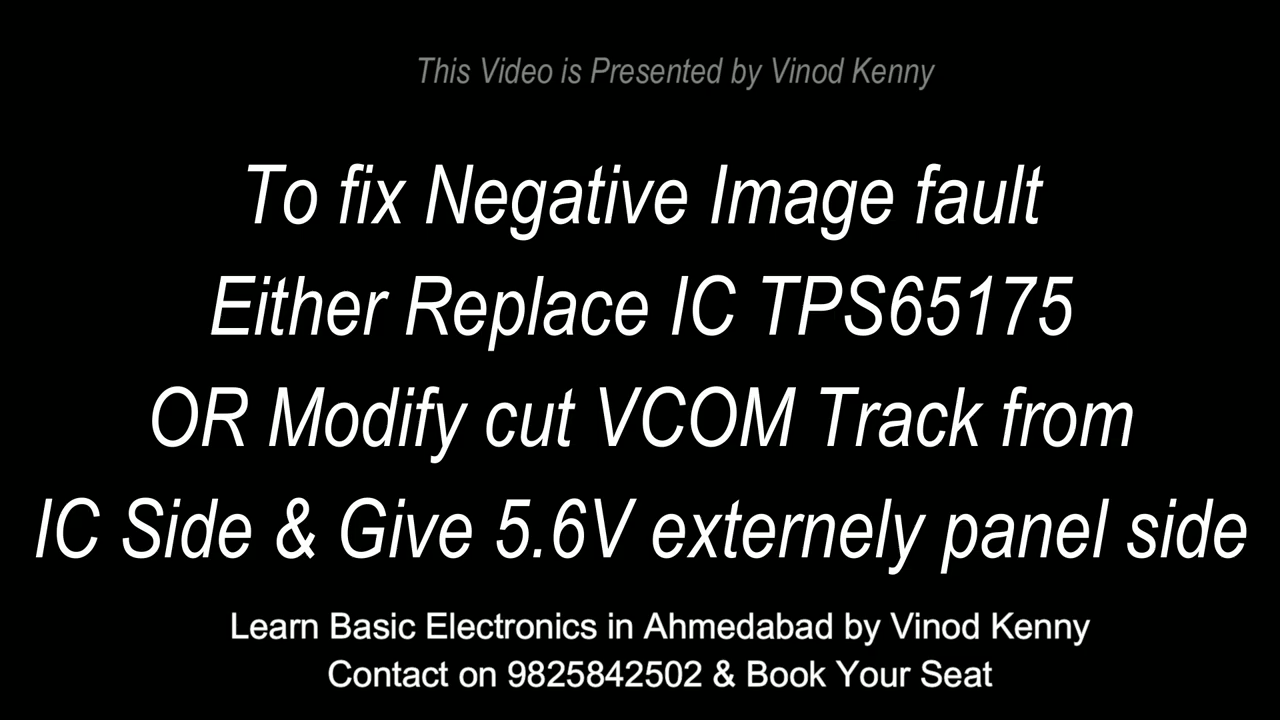 This Video is Presented by Vinod Kenny
To fix Negative Image fault
Either Replace IC TPS65175
OR Modify cut VCOM Track from
IC Side & Give 5.6V externely panel side
Learn Basic Electronics in Ahmedabad by Vinod Kenny
Contact on 9825842502 & Book Your Seat